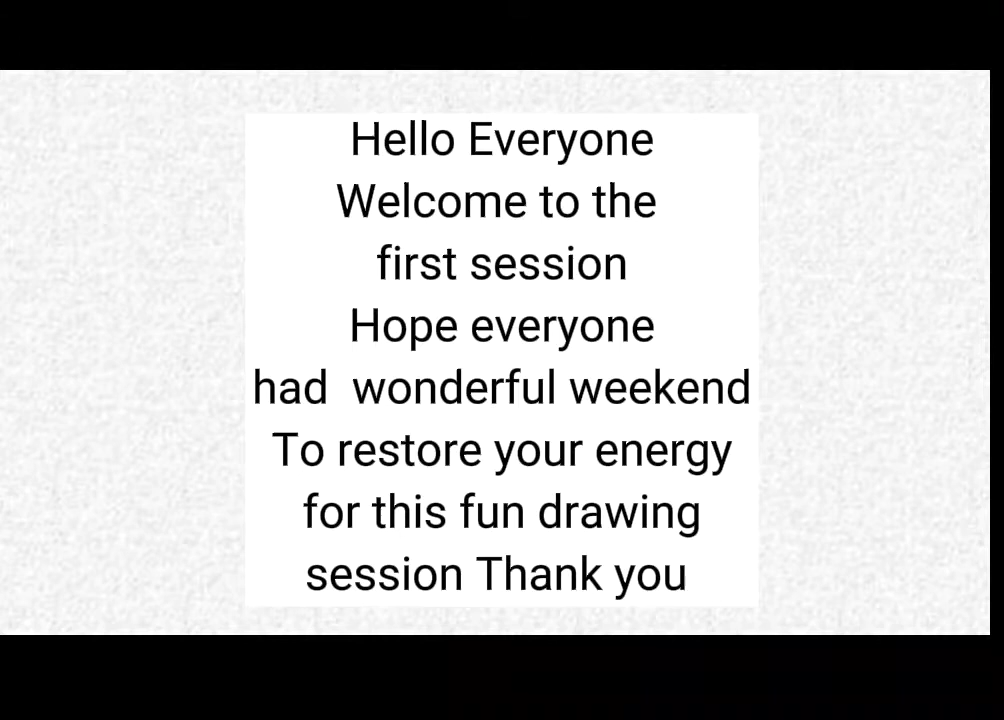 Hello Everyone
Welcome to the
first session
Hope everyone
had  wonderful weekend
To restore your energy
for this fun drawing
session Thank you